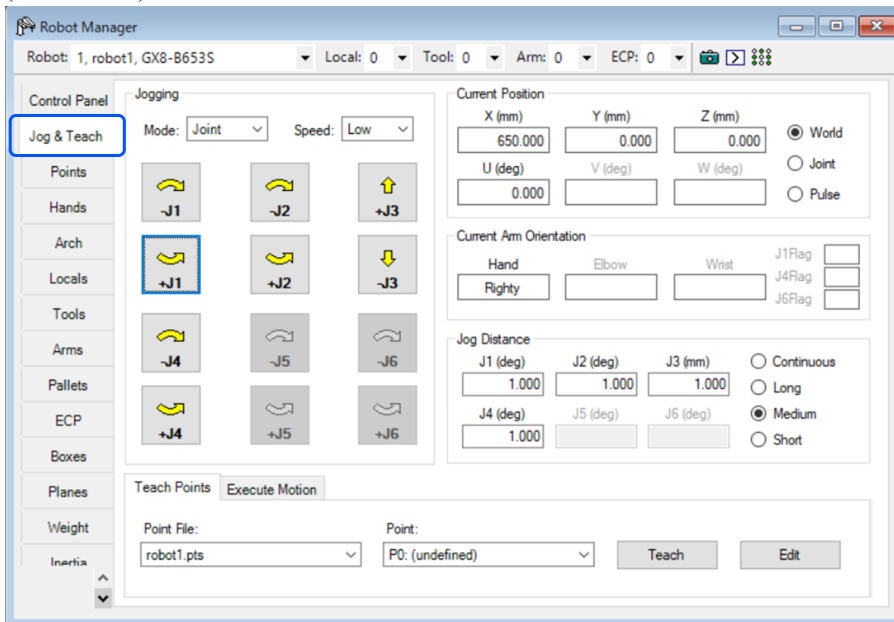 Robot Manager
Robot: 1, robot1, GX8-B653S Local: 0 Tool: 0 Arm: 0 ECP: 0
Control Panel
Jog & Teach
Points
Hands
Arch
Locals
Tools
Arms
Pallets
ECP
Boxes
Planes
Weight
Inertia
Jogging
Mode: Joint Speed: Low
-J1 -J2 +J3
+J1 +J2 -J3
-J4 -J5 -J6
+J4 +J5 +J6
Current Position
X (mm) Y (mm) Z (mm)
650.000 0.000 0.000
U (deg) V (deg) W (deg)
0.000
World
Joint
Pulse
Current Arm Orientation
Hand Elbow Wrist
Righty
J1Flag
J4Flag
J6Flag
Jog Distance
J1 (deg) J2 (deg) J3 (mm)
1.000 1.000 1.000
J4 (deg) J5 (deg) J6 (deg)
1.000
Continuous
Long
Medium
Short
Teach Points Execute Motion
Point File: Point:
robot1.pts P0: (undefined) Teach Edit